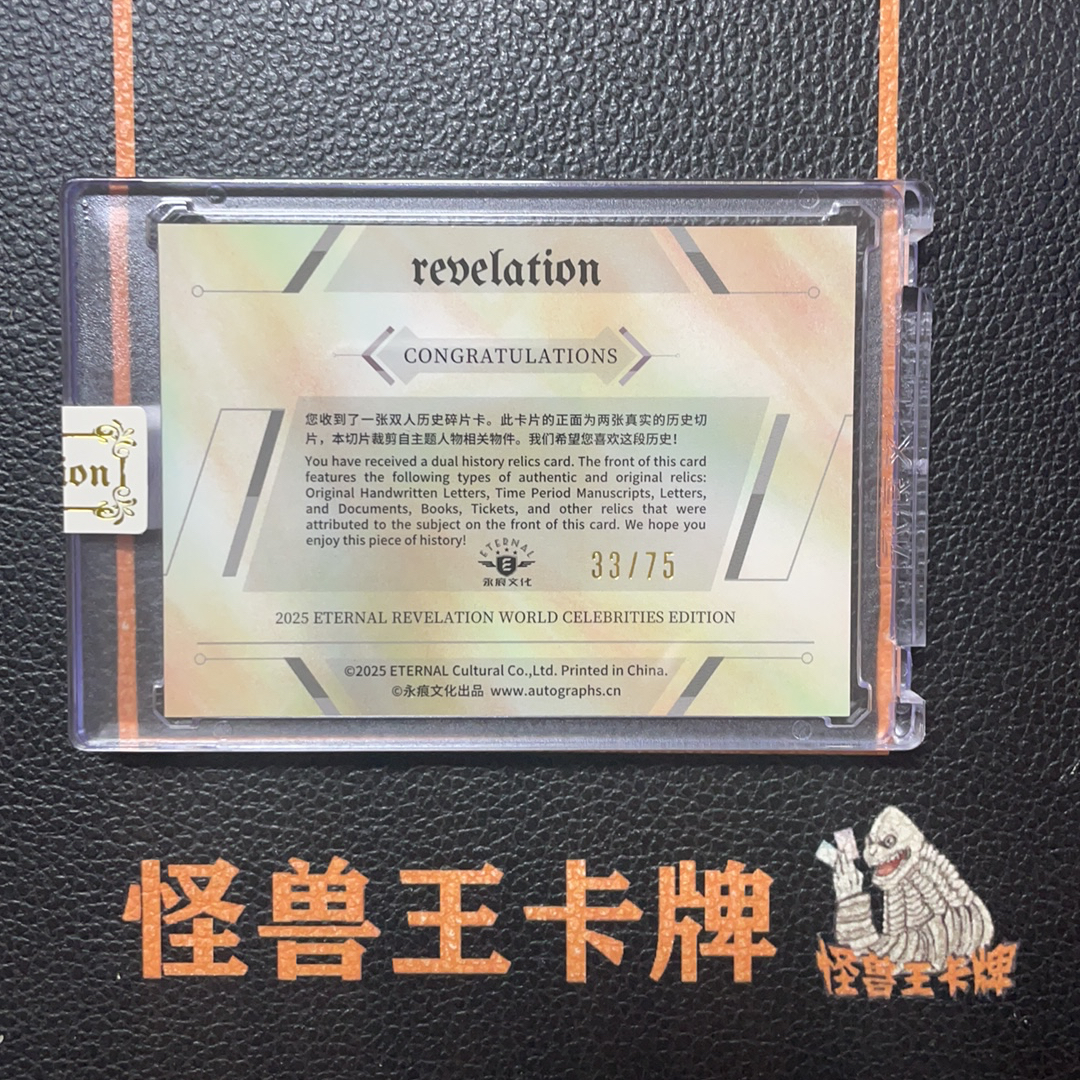 revelation
CONGRATULATIONS
您收到了一张双人历史碎片卡。此卡片的正面为两张真实的历史切
片，本切片裁剪自主题人物相关物件。我们希望您喜欢这段历史！
You have received a dual history relics card. The front of this card
features the following types of authentic and original relics:
Original Handwritten Letters, Time Period Manuscripts, Letters,
and Documents, Books, Tickets, and other relics that were
attributed to the subject on the front of this card. We hope you
enjoy this piece of history!
ion
ETERNAL
E
永痕文化
33/75
2025 ETERNAL REVELATION WORLD CELEBRITIES EDITION
©2025 ETERNAL Cultural Co.,Ltd. Printed in China.
©永痕文化出品 www.autographs.cn
怪兽王卡牌
怪兽王卡牌